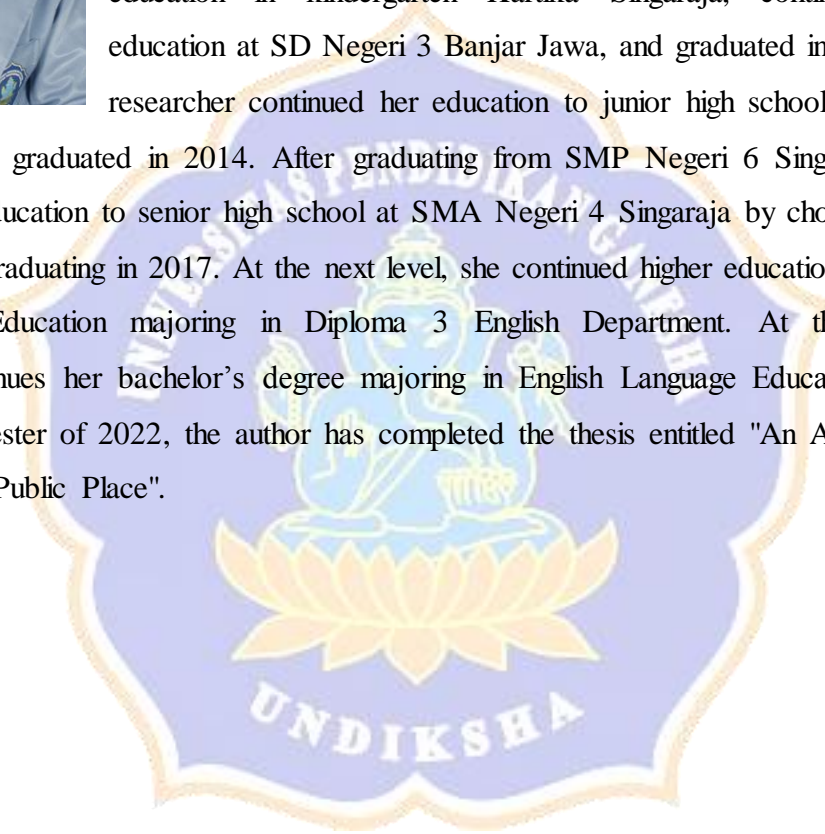 education in kindergarten Kartika Singaraja,
education at SD Negeri 3 Banjar Jawa, and graduated in
researcher continued her education to junior high school
graduated in 2014. After graduating from SMP Negeri 6 Sing
ducation to senior high school at SMA Negeri 4 Singaraja by cho
raduating in 2017. At the next level, she continued higher educatio
Education majoring in Diploma 3 English Department. At th
nues her bachelor’s degree majoring in English Language Educa
ester of 2022, the author has completed the thesis entitled "An A
Public Place".
UNIVERSITAS PENDIDIKAN GANESHA
UNDIKSHA